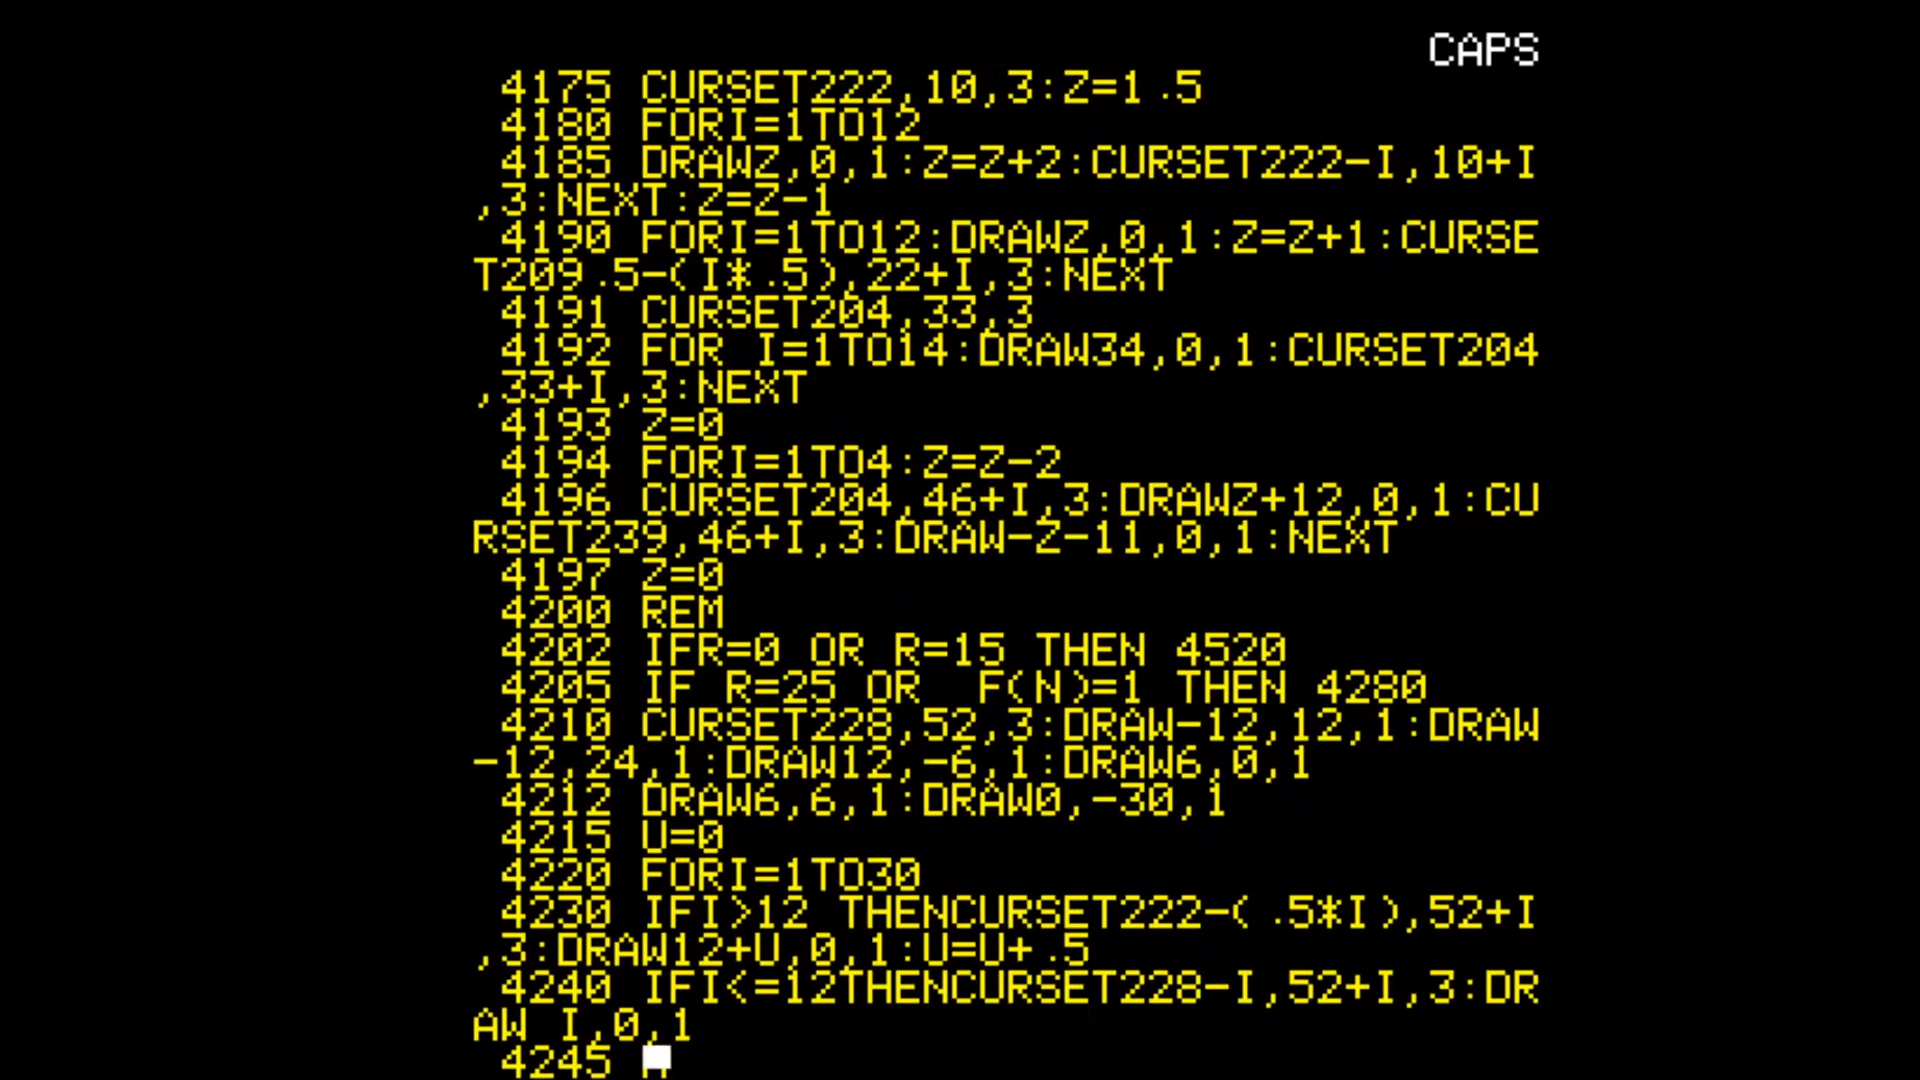 CAPS
4175 CURSET222,10,3:Z=1.5
4180 FORI=1TO12
4185 DRAWZ,0,1:Z=Z+2:CURSET222-I,10+I
,3:NEXT:Z=Z-1
4190 FORI=1TO12:DRAWZ,0,1:Z=Z+1:CURSE
T209.5-(I*.5),22+I,3:NEXT
4191 CURSET204,33,3
4192 FOR I=1TO14:DRAW34,0,1:CURSET204
,33+I,3:NEXT
4193 Z=0
4194 FORI=1TO4:Z=Z-2
4196 CURSET204,46+I,3:DRAWZ+12,0,1:CU
RSET239,46+I,3:DRAW-Z-11,0,1:NEXT
4197 Z=0
4200 REM
4202 IFR=0 OR R=15 THEN 4520
4205 IF R=25 OR  F(N)=1 THEN 4280
4210 CURSET228,52,3:DRAW-12,12,1:DRAW
-12,24,1:DRAW12,-6,1:DRAW6,0,1
4212 DRAW6,6,1:DRAW0,-30,1
4215 U=0
4220 FORI=1TO30
4230 IFI>12 THENCURSET222-( .5*I),52+I
,3:DRAW12+U,0,1:U=U+.5
4240 IFI<=12THENCURSET228-I,52+I,3:DR
AW I,0,1
4245